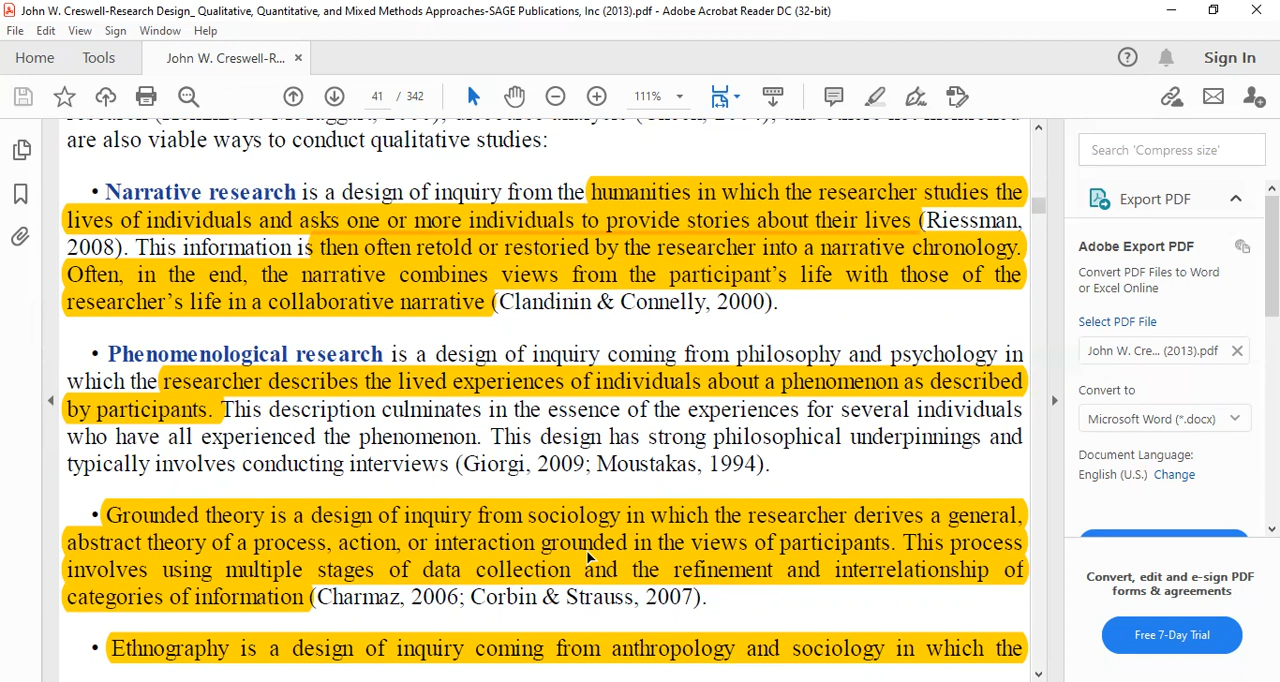 John W. Creswell-Research Design_ Qualitative, Quantitative, and Mixed Methods Approaches-SAGE Publications, Inc (2013).pdf - Adobe Acrobat Reader DC (32-bit)
File Edit View Sign Window Help
Home Tools John W. Creswell-R... × Sign In
41 / 342 111%
are also viable ways to conduct qualitative studies:
• Narrative research is a design of inquiry from the humanities in which the researcher studies the
lives of individuals and asks one or more individuals to provide stories about their lives (Riessman,
2008). This information is then often retold or restoried by the researcher into a narrative chronology.
Often, in the end, the narrative combines views from the participant's life with those of the
researcher's life in a collaborative narrative (Clandinin & Connelly, 2000).
• Phenomenological research is a design of inquiry coming from philosophy and psychology in
which the researcher describes the lived experiences of individuals about a phenomenon as described
by participants. This description culminates in the essence of the experiences for several individuals
who have all experienced the phenomenon. This design has strong philosophical underpinnings and
typically involves conducting interviews (Giorgi, 2009; Moustakas, 1994).
• Grounded theory is a design of inquiry from sociology in which the researcher derives a general,
abstract theory of a process, action, or interaction grounded in the views of participants. This process
involves using multiple stages of data collection and the refinement and interrelationship of
categories of information (Charmaz, 2006; Corbin & Strauss, 2007).
• Ethnography is a design of inquiry coming from anthropology and sociology in which the
Search 'Compress size'
Export PDF
Adobe Export PDF
Convert PDF Files to Word
or Excel Online
Select PDF File
John W. Cre... (2013).pdf
Convert to
Microsoft Word (*.docx)
Document Language:
English (U.S.) Change
Convert, edit and e-sign PDF
forms & agreements
Free 7-Day Trial